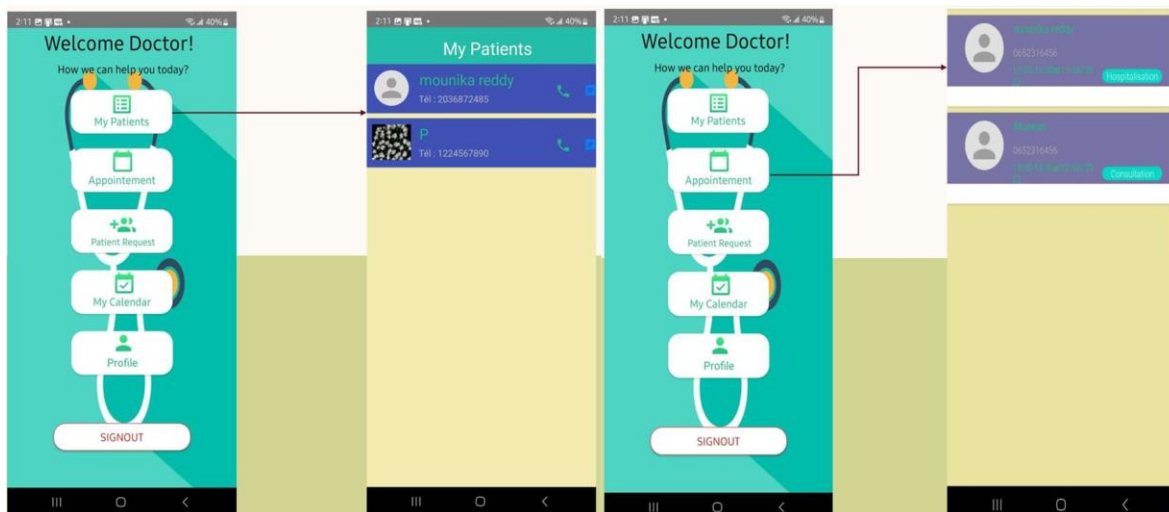 2:11
40%
Welcome Doctor!
How we can help you today?
My Patients
Appointement
Patient Request
My Calendar
Profile
SIGNOUT
2:11
40%
My Patients
mounika reddy
Tél : 2036872485
P
Tél : 1224567890
2:11
40%
Welcome Doctor!
How we can help you today?
My Patients
Appointement
Patient Request
My Calendar
Profile
SIGNOUT
mounika reddy
0652316456
Hospitalisation
0652316456
Consultation